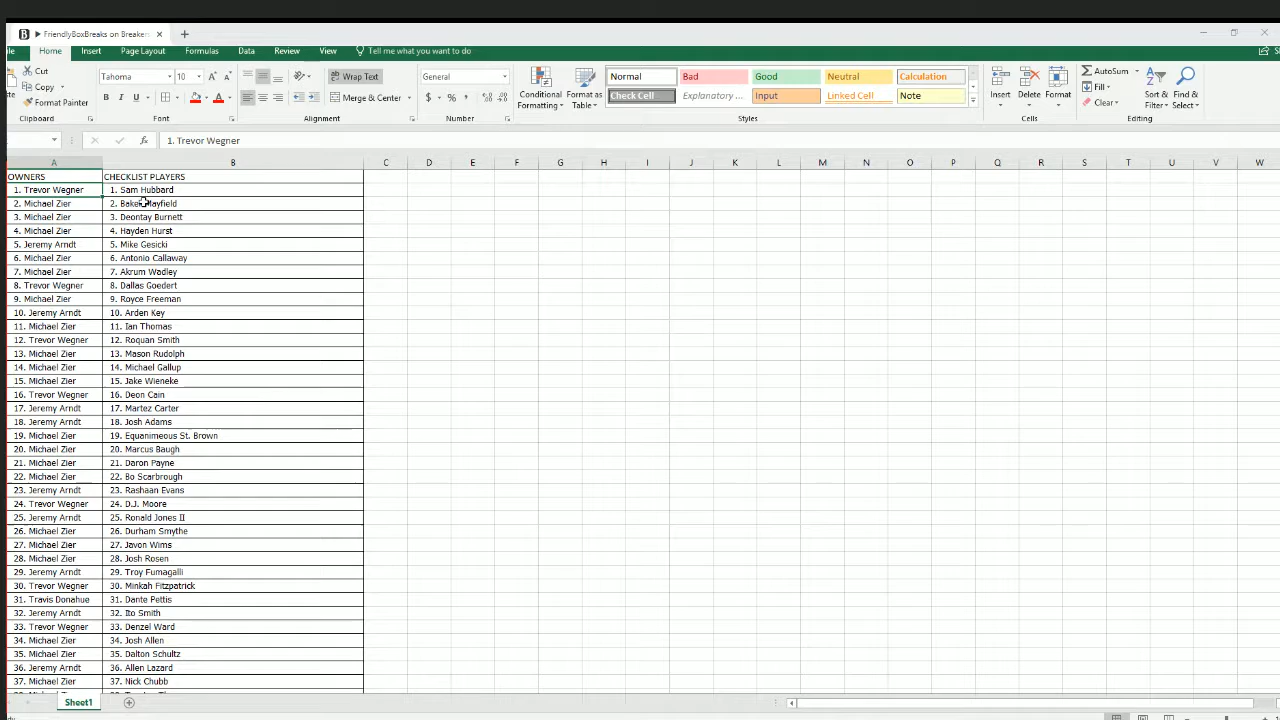 FriendlyBoxBreaks on Breaker
Home Insert Page Layout Formulas Data Review View Tell me what you want to do
Cut
Copy
Format Painter
Clipboard
Tahoma 10
B I U
Font
Wrap Text
Merge & Center
Alignment
General
$ % ,
Number
Conditional Formatting
Format as Table
Normal Bad Good Neutral Calculation
Check Cell Explanatory ... Input Linked Cell Note
Styles
Insert Delete Format
Cells
AutoSum
Fill
Clear
Sort & Filter
Find & Select
Editing
fx 1. Trevor Wegner
A B C D E F G H I J K L M N O P Q R S T U V W
OWNERS CHECKLIST PLAYERS
1. Trevor Wegner 1. Sam Hubbard
2. Michael Zier 2. Baker Mayfield
3. Michael Zier 3. Deontay Burnett
4. Michael Zier 4. Hayden Hurst
5. Jeremy Arndt 5. Mike Gesicki
6. Michael Zier 6. Antonio Callaway
7. Michael Zier 7. Akrum Wadley
8. Trevor Wegner 8. Dallas Goedert
9. Michael Zier 9. Royce Freeman
10. Jeremy Arndt 10. Arden Key
11. Michael Zier 11. Ian Thomas
12. Trevor Wegner 12. Roquan Smith
13. Michael Zier 13. Mason Rudolph
14. Michael Zier 14. Michael Gallup
15. Michael Zier 15. Jake Wieneke
16. Trevor Wegner 16. Deon Cain
17. Jeremy Arndt 17. Martez Carter
18. Jeremy Arndt 18. Josh Adams
19. Michael Zier 19. Equanimeous St. Brown
20. Michael Zier 20. Marcus Baugh
21. Michael Zier 21. Daron Payne
22. Michael Zier 22. Bo Scarbrough
23. Jeremy Arndt 23. Rashaan Evans
24. Trevor Wegner 24. D.J. Moore
25. Jeremy Arndt 25. Ronald Jones II
26. Michael Zier 26. Durham Smythe
27. Michael Zier 27. Javon Wims
28. Michael Zier 28. Josh Rosen
29. Jeremy Arndt 29. Troy Fumagalli
30. Trevor Wegner 30. Minkah Fitzpatrick
31. Travis Donahue 31. Dante Pettis
32. Jeremy Arndt 32. Ito Smith
33. Trevor Wegner 33. Denzel Ward
34. Michael Zier 34. Josh Allen
35. Michael Zier 35. Dalton Schultz
36. Jeremy Arndt 36. Allen Lazard
37. Michael Zier 37. Nick Chubb
Sheet1